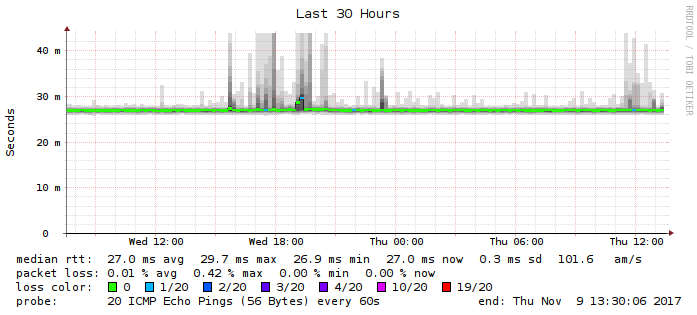 Last 30 Hours
RRDTOOL / TOBI OETIKER
Seconds
40 m
30 m
20 m
10 m
0
Wed 12:00 Wed 18:00 Thu 00:00 Thu 06:00 Thu 12:00
median rtt: 27.0 ms avg 29.7 ms max 26.9 ms min 27.0 ms now 0.3 ms sd 101.6 am/s
packet loss: 0.01 % avg 0.42 % max 0.00 % min 0.00 % now
loss color: 0 1/20 2/20 3/20 4/20 10/20 19/20
probe: 20 ICMP Echo Pings (56 Bytes) every 60s end: Thu Nov 9 13:30:06 2017